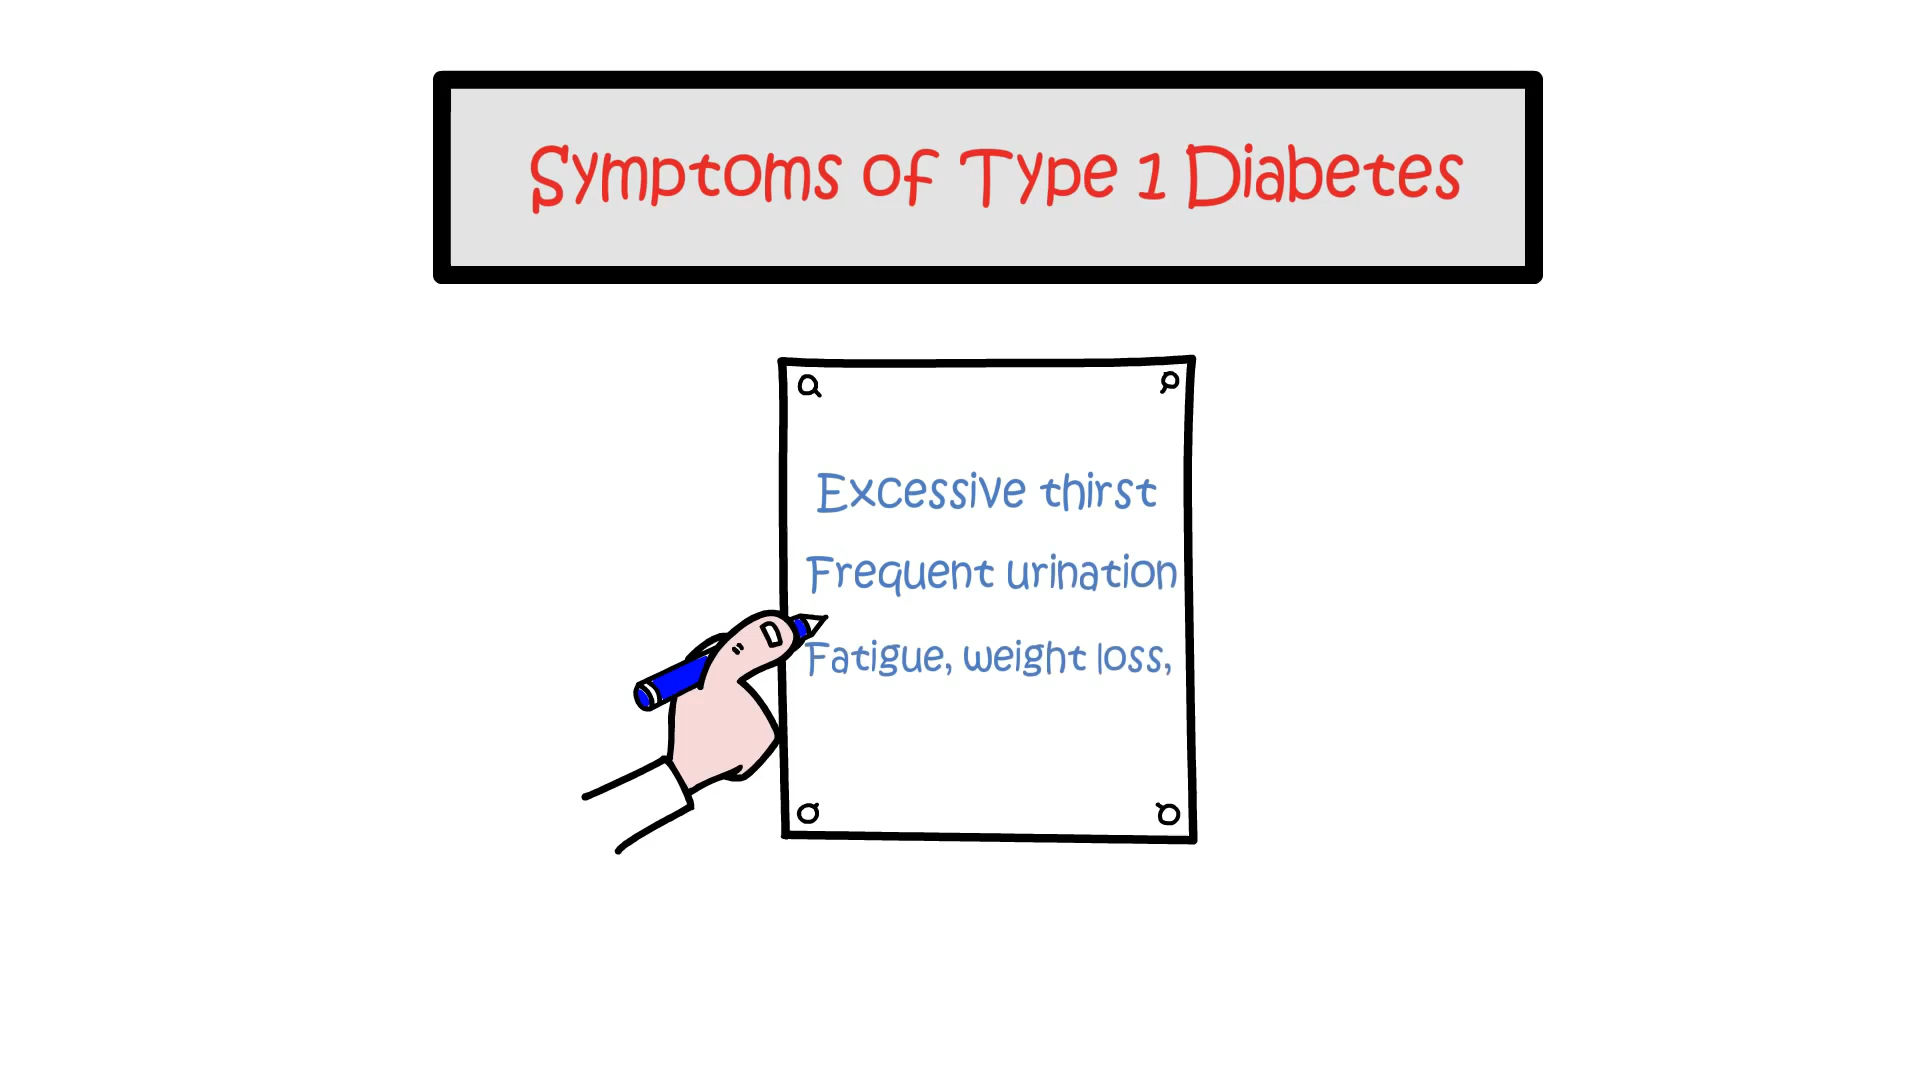 Symptoms of Type 1 Diabetes
Excessive thirst
Frequent urination
Fatigue, weight loss,